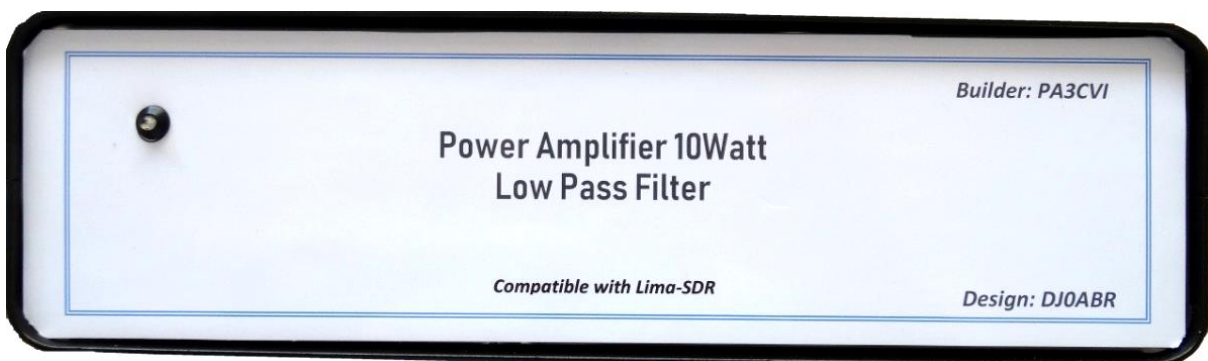 Builder: PA3CVI
Power Amplifier 10Watt
Low Pass Filter
Compatible with Lima-SDR
Design: DJ0ABR